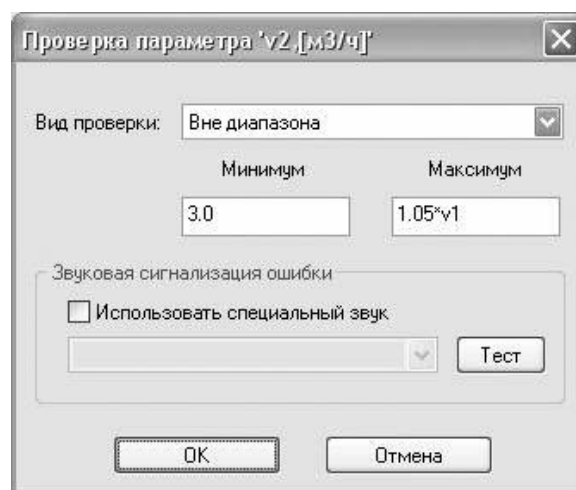 Проверка параметра 'v2,[м3/ч]'
Вид проверки: Вне диапазона
Минимум Максимум
3.0 1.05*v1
Звуковая сигнализация ошибки
Использовать специальный звук
Тест
OK Отмена